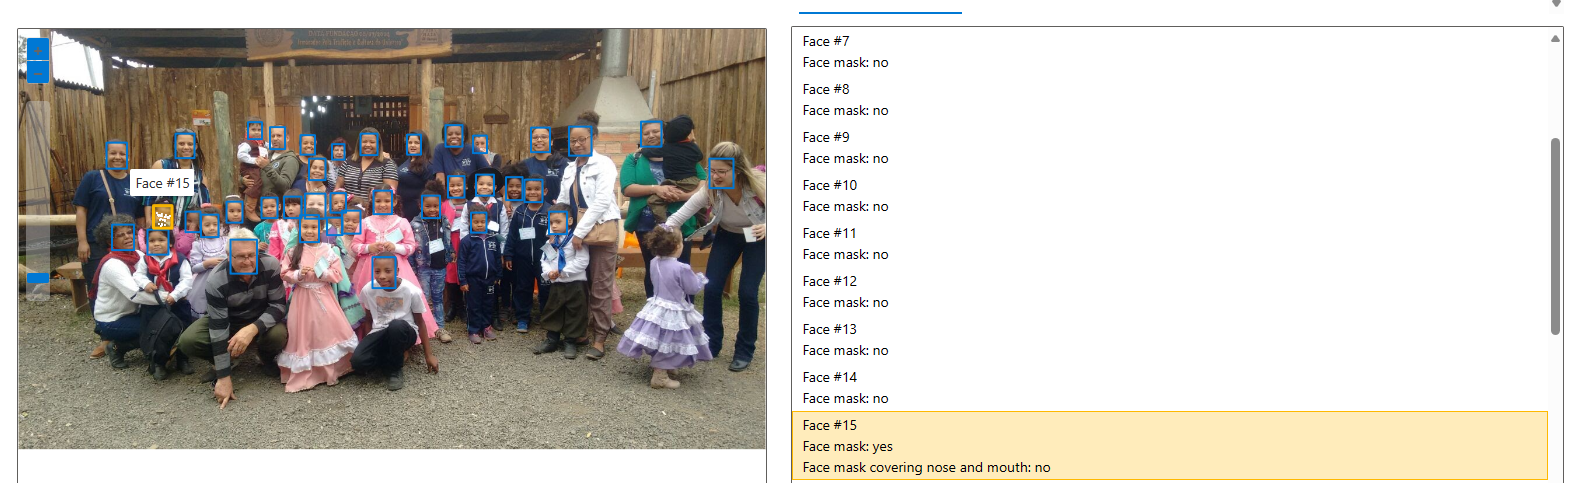 Face #15
Face #7
Face mask: no
Face #8
Face mask: no
Face #9
Face mask: no
Face #10
Face mask: no
Face #11
Face mask: no
Face #12
Face mask: no
Face #13
Face mask: no
Face #14
Face mask: no
Face #15
Face mask: yes
Face mask covering nose and mouth: no